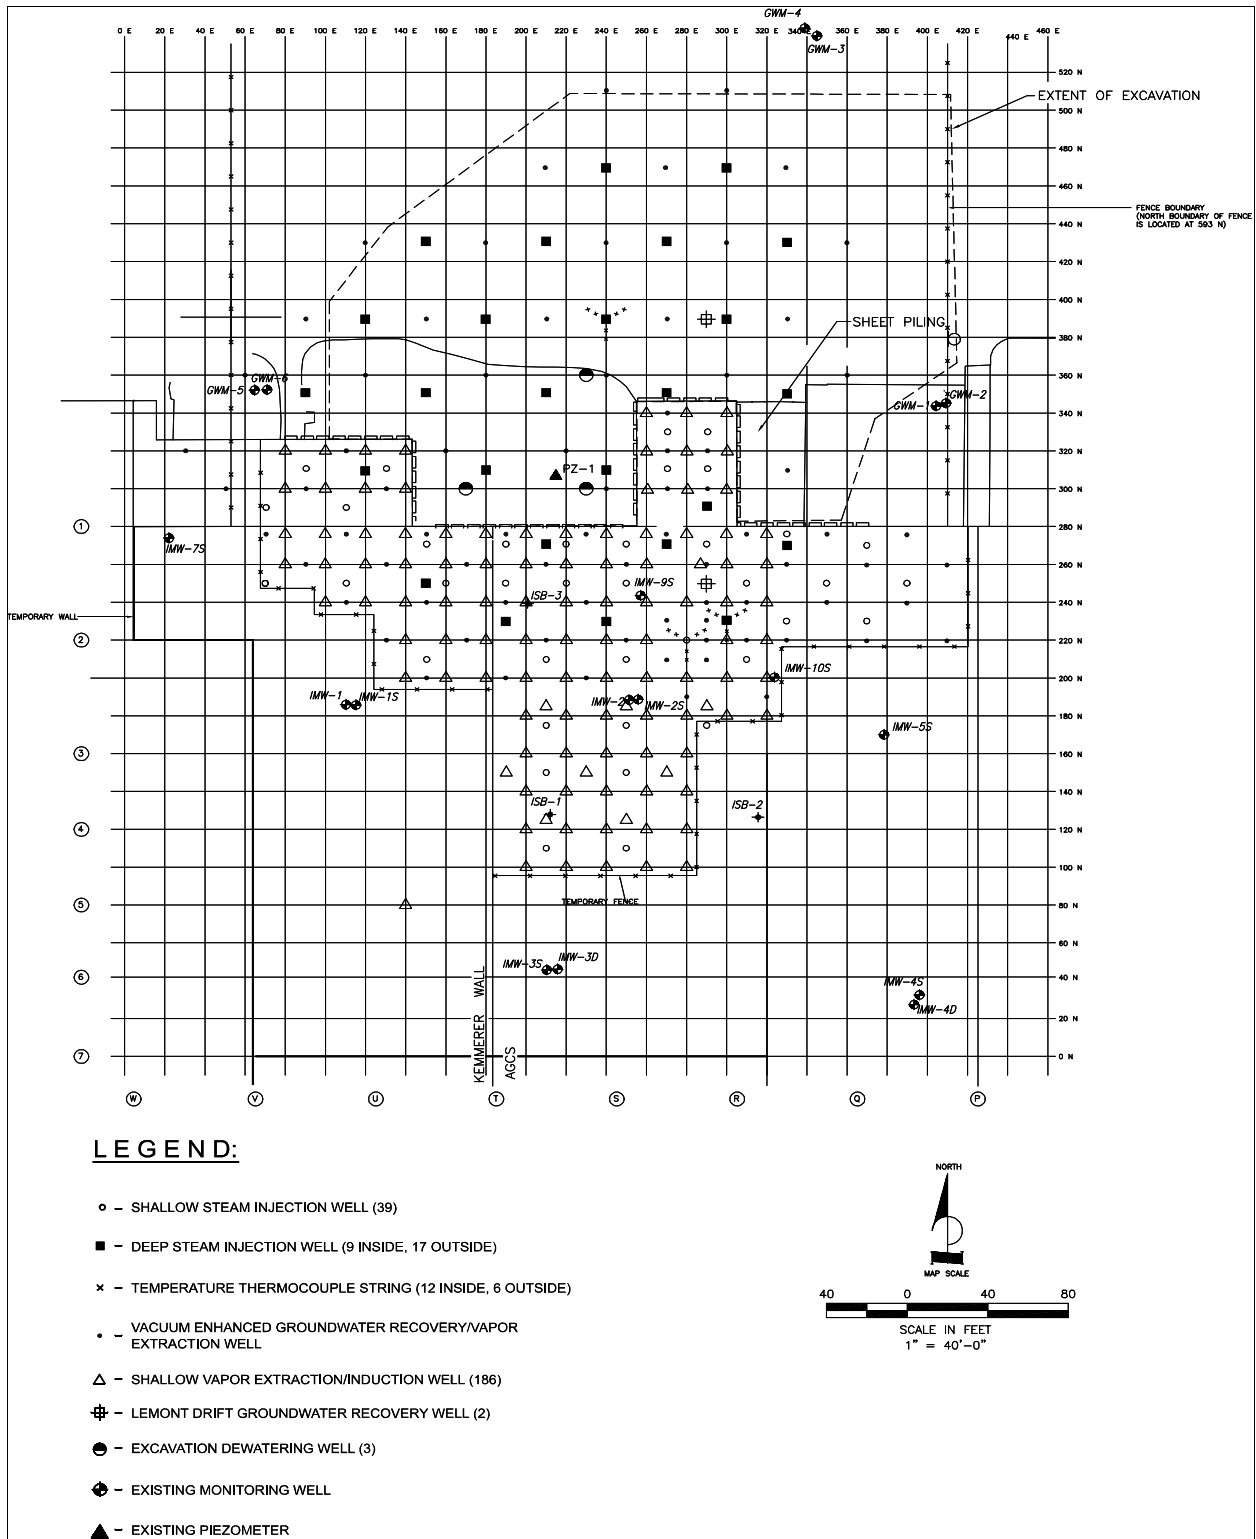 GWM-4
0 E 20 E 40 E 60 E 80 E 100 E 120 E 140 E 160 E 180 E 200 E 220 E 240 E 260 E 280 E 300 E 320 E 340 E 360 E 380 E 400 E 420 E 440 E 460 E
GWM-3
520 N
EXTENT OF EXCAVATION
500 N
480 N
460 N
FENCE BOUNDARY
(NORTH BOUNDARY OF FENCE
IS LOCATED AT 593 N)
440 N
420 N
400 N
SHEET PILING
380 N
GWM-6
360 N
GWM-5
GWM-2
GWM-1
340 N
320 N
PZ-1
300 N
1
280 N
IMW-7S
260 N
IMW-9S
ISB-3
240 N
TEMPORARY WALL
2
220 N
IMW-10S
200 N
IMW-1
IMW-1S
IMW-2
IMW-2S
180 N
IMW-5S
3
160 N
140 N
ISB-1
ISB-2
4
120 N
100 N
TEMPORARY FENCE
5
80 N
60 N
IMW-3S
IMW-3D
6
40 N
IMW-4S
IMW-4D
20 N
KEMMERER WALL
AGCS
7
0 N
W V U T S R Q P
LEGEND:
NORTH
– SHALLOW STEAM INJECTION WELL (39)
– DEEP STEAM INJECTION WELL (9 INSIDE, 17 OUTSIDE)
MAP SCALE
– TEMPERATURE THERMOCOUPLE STRING (12 INSIDE, 6 OUTSIDE)
40 0 40 80
– VACUUM ENHANCED GROUNDWATER RECOVERY/VAPOR
EXTRACTION WELL
SCALE IN FEET
1" = 40'-0"
– SHALLOW VAPOR EXTRACTION/INDUCTION WELL (186)
– LEMONT DRIFT GROUNDWATER RECOVERY WELL (2)
– EXCAVATION DEWATERING WELL (3)
– EXISTING MONITORING WELL
– EXISTING PIEZOMETER